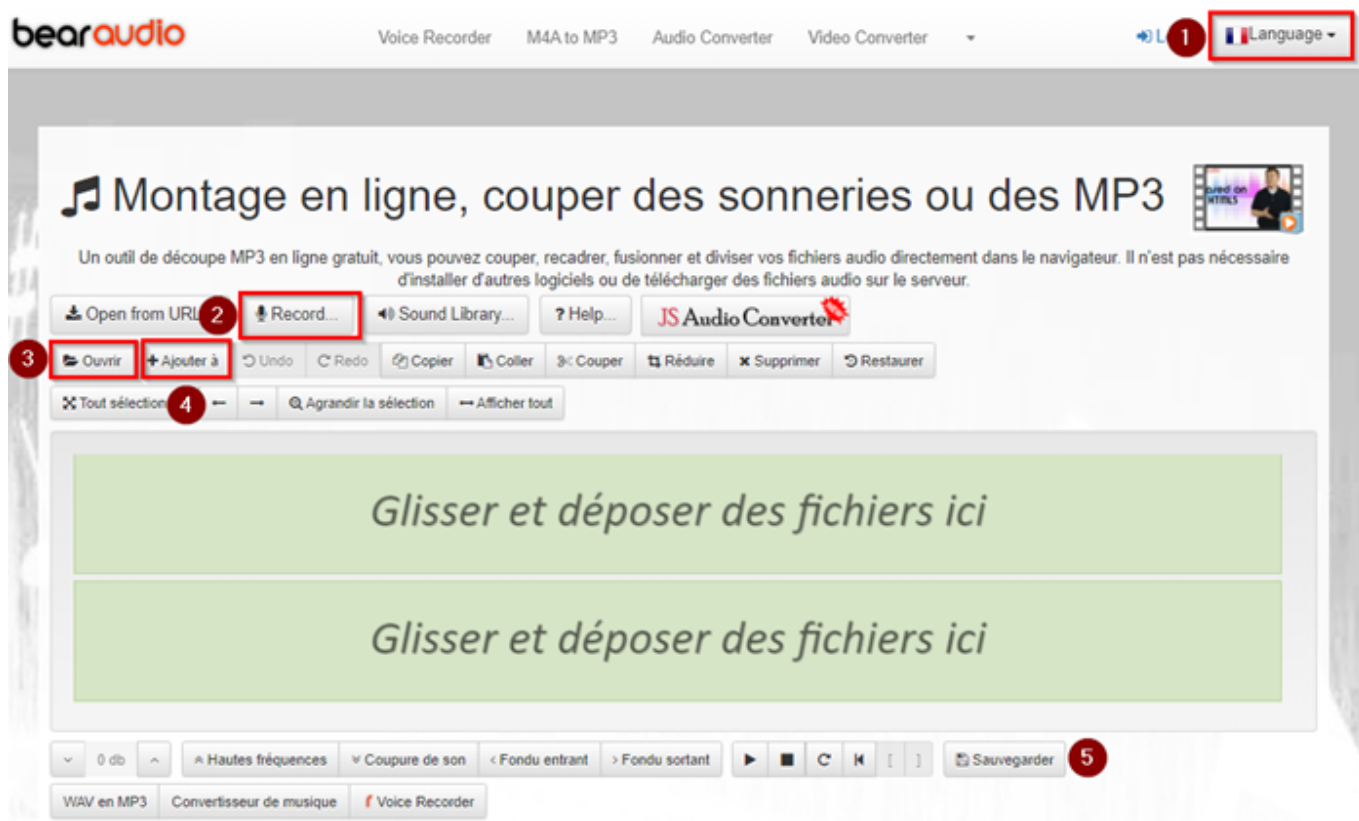 bearaudio Voice Recorder M4A to MP3 Audio Converter Video Converter 1 Language
Montage en ligne, couper des sonneries ou des MP3
Un outil de découpe MP3 en ligne gratuit, vous pouvez couper, recadrer, fusionner et diviser vos fichiers audio directement dans le navigateur. Il n'est pas nécessaire
d'installer d'autres logiciels ou de télécharger des fichiers audio sur le serveur.
Open from URL 2 Record... Sound Library... ? Help... JS Audio Converter
3 Ouvrir + Ajouter à Undo Redo Copier Coller Couper Réduire Supprimer Restaurer
Tout sélection 4 ← → Agrandir la sélection Afficher tout
Glisser et déposer des fichiers ici
Glisser et déposer des fichiers ici
0 db Hautes fréquences Coupure de son < Fondu entrant > Fondu sortant [ ] Sauvegarder 5
WAV en MP3 Convertisseur de musique Voice Recorder